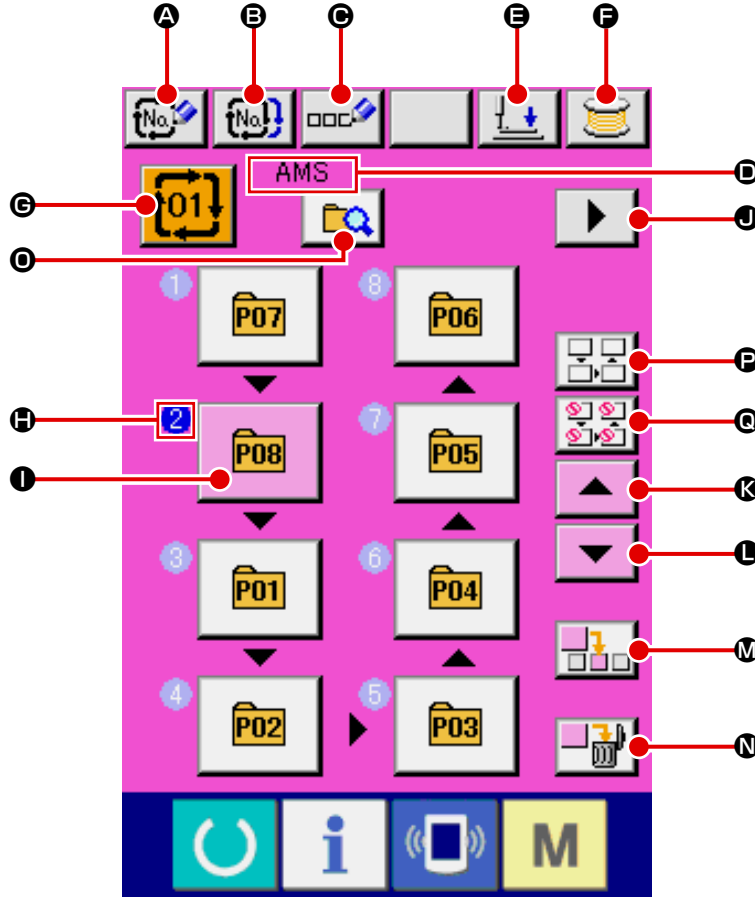 A B C E F
No. No.
AMS D
G 01 J
O
1 P07 8 P06
P
H 2 P08 7 P05 Q
I K
3 P01 6 P04 L
M
4 P02 5 P03 N
i M